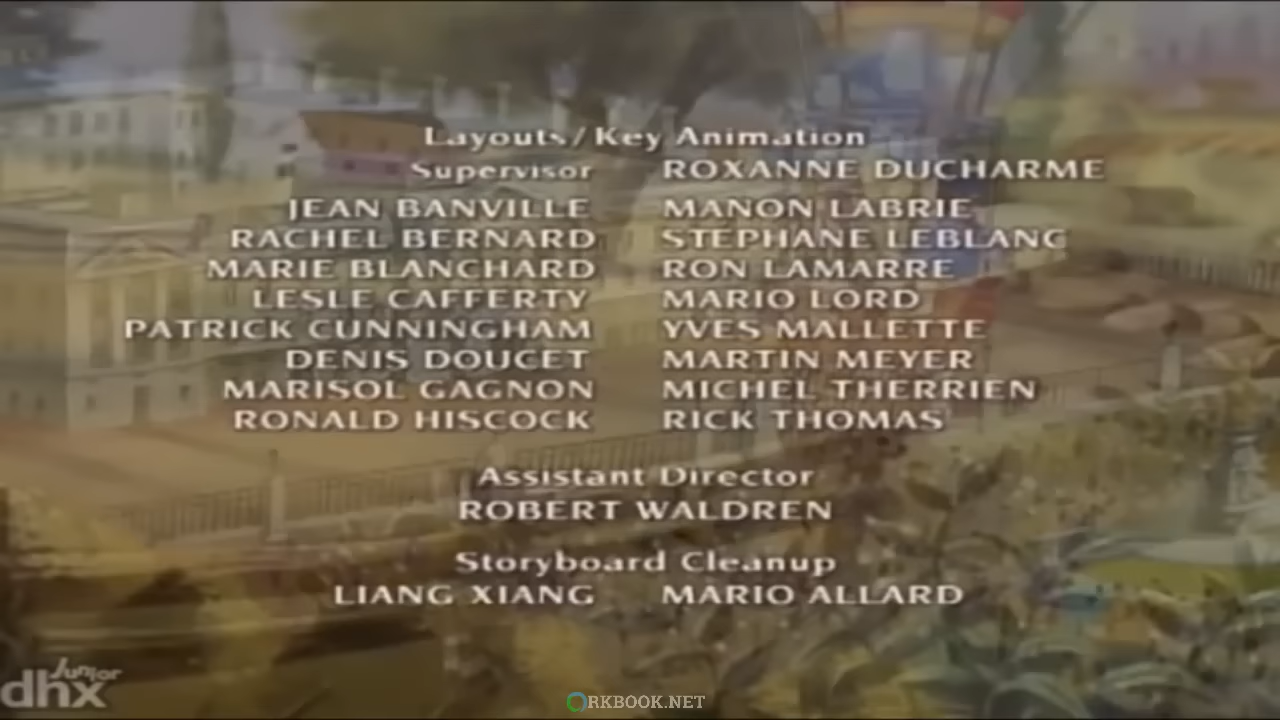 Layouts/Key Animation
Supervisor ROXANNE DUCHARME
JEAN BANVILLE MANON LABRIE
RACHEL BERNARD STEPHANE LEBLANC
MARIE BLANCHARD RON LAMARRE
LESLE CAFFERTY MARIO LORD
PATRICK CUNNINGHAM YVES MALLETTE
DENIS DOUCET MARTIN MEYER
MARISOL GAGNON MICHEL THERRIEN
RONALD HISCOCK RICK THOMAS
Assistant Director
ROBERT WALDREN
Storyboard Cleanup
LIANG XIANG MARIO ALLARD
Junior
dhx
ORKBOOK.NET